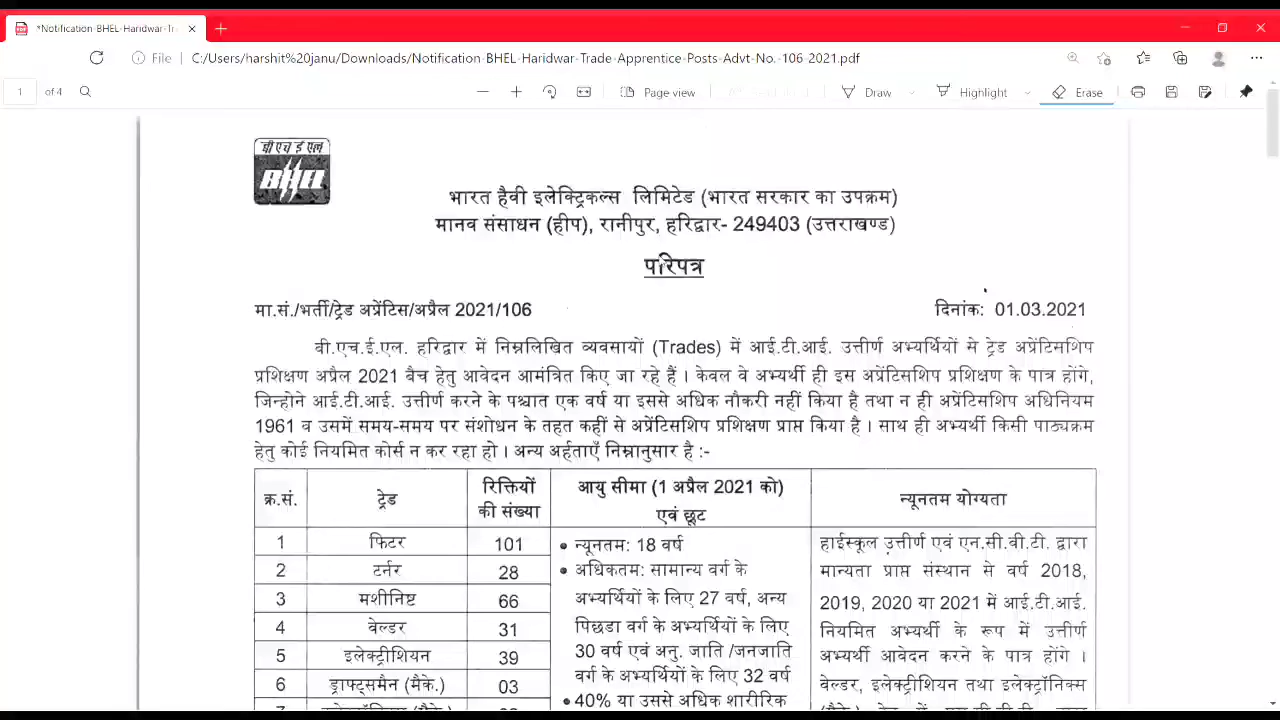 *Notification-BHEL-Haridwar-Tra
File
C:/Users/harshit%20janu/Downloads/Notification-BHEL-Haridwar-Trade-Apprentice-Posts-Advt-No.-106-2021.pdf
1 of 4
Page view
Draw
Highlight
Erase
बी एच ई एल
BHEL
भारत हैवी इलेक्ट्रिकल्स लिमिटेड (भारत सरकार का उपक्रम)
मानव संसाधन (हीप), रानीपुर, हरिद्वार- 249403 (उत्तराखण्ड)
परिपत्र
मा.सं./भर्ती/ट्रेड अप्रेंटिस/अप्रैल 2021/106
दिनांक: 01.03.2021
वी.एच.ई.एल. हरिद्वार में निम्नलिखित व्यवसायों (Trades) में आई.टी.आई. उत्तीर्ण अभ्यर्थियों से ट्रेड अप्रेंटिसशिप
प्रशिक्षण अप्रैल 2021 बैच हेतु आवेदन आमंत्रित किए जा रहे हैं । केवल वे अभ्यर्थी ही इस अप्रेंटिसशिप प्रशिक्षण के पात्र होंगे,
जिन्होने आई.टी.आई. उत्तीर्ण करने के पश्चात एक वर्ष या इससे अधिक नौकरी नहीं किया है तथा न ही अप्रेंटिसशिप अधिनियम
1961 व उसमें समय-समय पर संशोधन के तहत कहीं से अप्रेंटिसशिप प्रशिक्षण प्राप्त किया है । साथ ही अभ्यर्थी किसी पाठ्यक्रम
हेतु कोई नियमित कोर्स न कर रहा हो । अन्य अर्हताएँ निम्नानुसार है :-
क्र.सं. ट्रेड रिक्तियों की संख्या आयु सीमा (1 अप्रैल 2021 को) एवं छूट न्यूनतम योग्यता
1 फिटर 101
2 टर्नर 28
3 मशीनिष्ट 66
4 वेल्डर 31
5 इलेक्ट्रीशियन 39
6 ड्राफ्ट्समैन (मैके.) 03
• न्यूनतम: 18 वर्ष
• अधिकतम: सामान्य वर्ग के
अभ्यर्थियों के लिए 27 वर्ष, अन्य
पिछडा वर्ग के अभ्यर्थियों के लिए
30 वर्ष एवं अनु. जाति /जनजाति
वर्ग के अभ्यर्थियों के लिए 32 वर्ष
• 40% या उससे अधिक शारीरिक
हाईस्कूल उत्तीर्ण एवं एन.सी.वी.टी. द्वारा
मान्यता प्राप्त संस्थान से वर्ष 2018,
2019, 2020 या 2021 में आई.टी.आई.
नियमित अभ्यर्थी के रूप में उत्तीर्ण
अभ्यर्थी आवेदन करने के पात्र होंगे ।
वेल्डर, इलेक्ट्रीशियन तथा इलेक्ट्रॉनिक्स